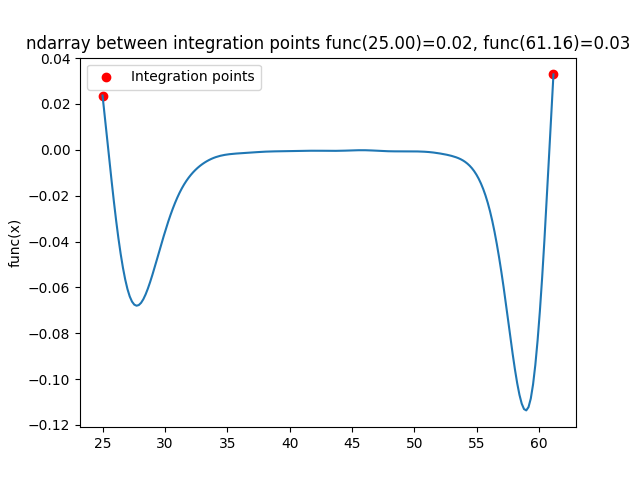 ndarray between integration points func(25.00)=0.02, func(61.16)=0.03
Integration points
func(x)
0.04
0.02
0.00
−0.02
−0.04
−0.06
−0.08
−0.10
−0.12
25 30 35 40 45 50 55 60